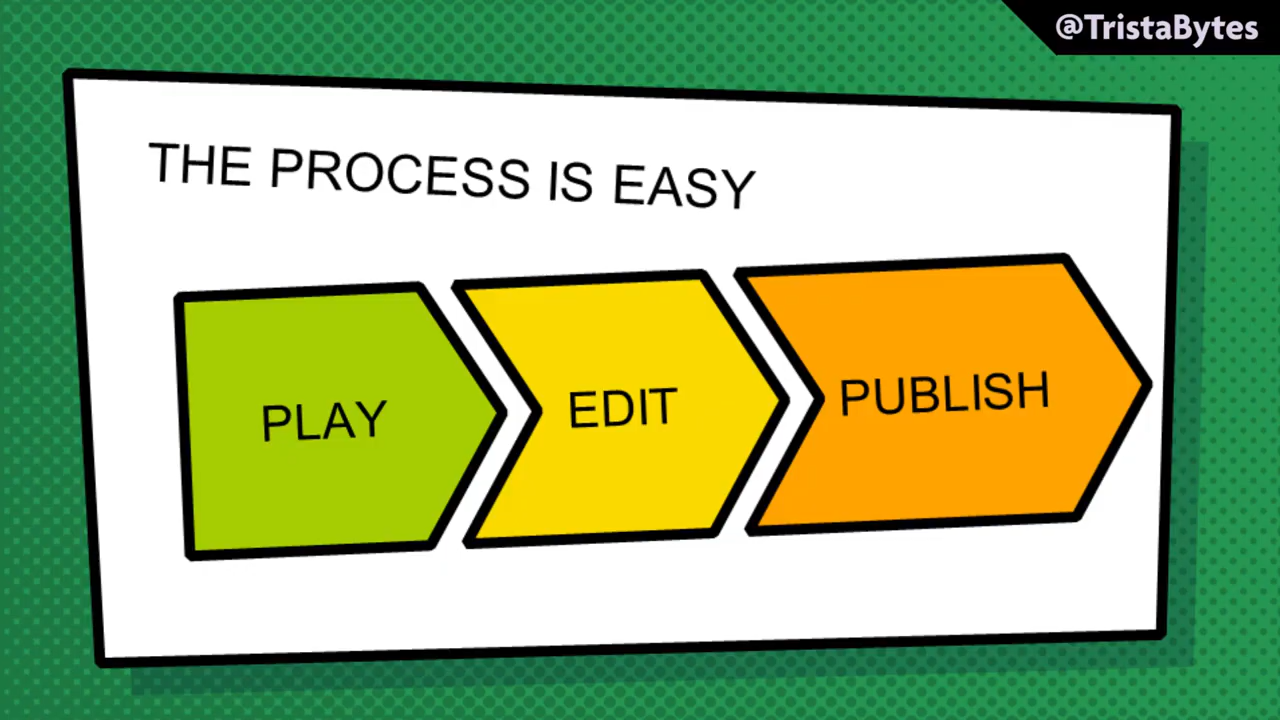 @TristaBytes
THE PROCESS IS EASY
PLAY
EDIT
PUBLISH